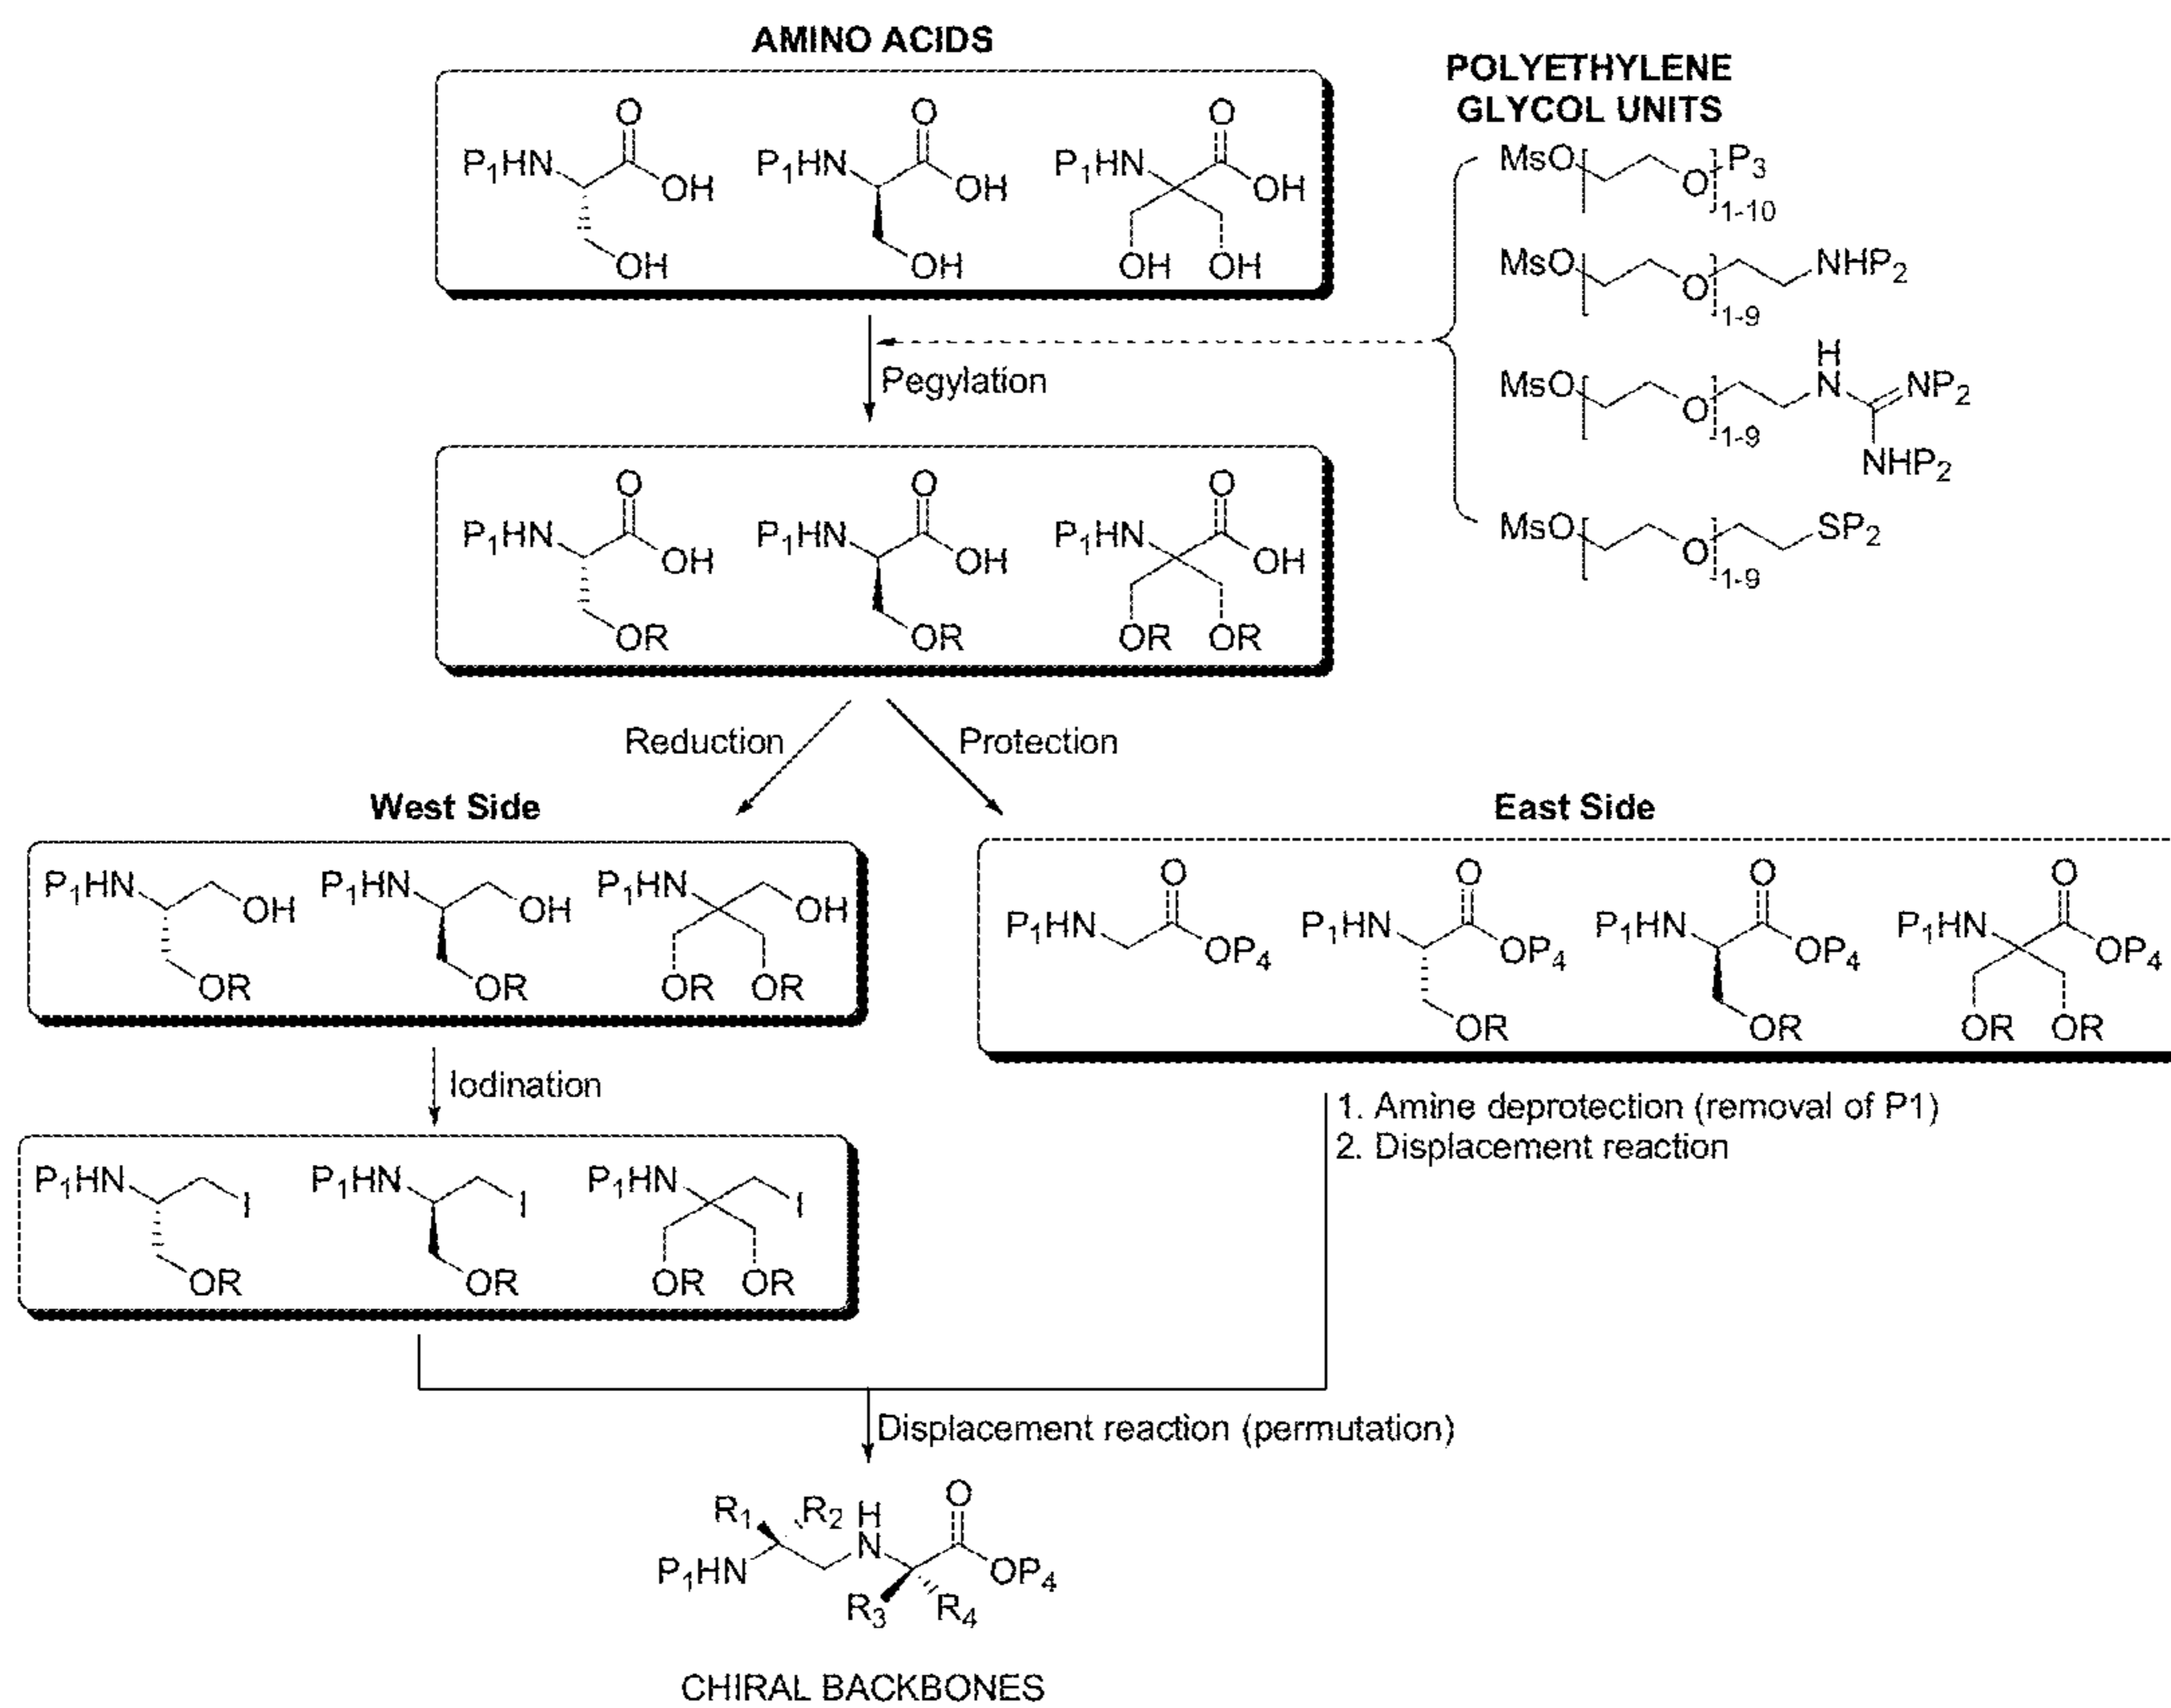 AMINO ACIDS
POLYETHYLENE
GLYCOL UNITS
P1HN O OH OH P1HN O OH OH P1HN O OH OH OH
MsO O P3 1-10
MsO O 1-9 NHP2
MsO O 1-9 H N NP2 NHP2
MsO O 1-9 SP2
Pegylation
P1HN O OH OR P1HN O OH OR P1HN O OH OR OR
Reduction
Protection
West Side
East Side
P1HN OH OR P1HN OH OR P1HN OH OR OR
P1HN O OP4 P1HN O OP4 OR P1HN O OP4 OR P1HN O OP4 OR OR
Iodination
1. Amine deprotection (removal of P1)
2. Displacement reaction
P1HN I OR P1HN I OR P1HN I OR OR
Displacement reaction (permutation)
R1 R2 H N O
P1HN OP4
R3 R4
CHIRAL BACKBONES